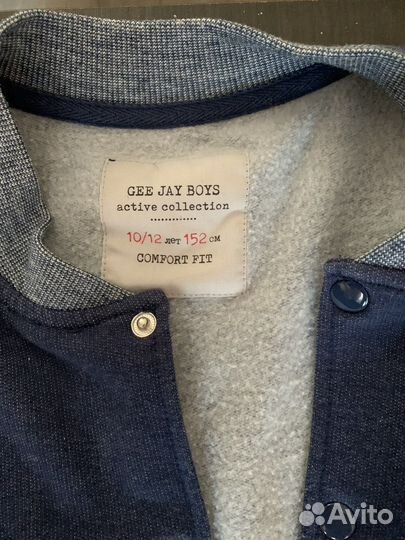 GEE JAY BOYS
active collection
10/12 лет 152 см
COMFORT FIT
Avito